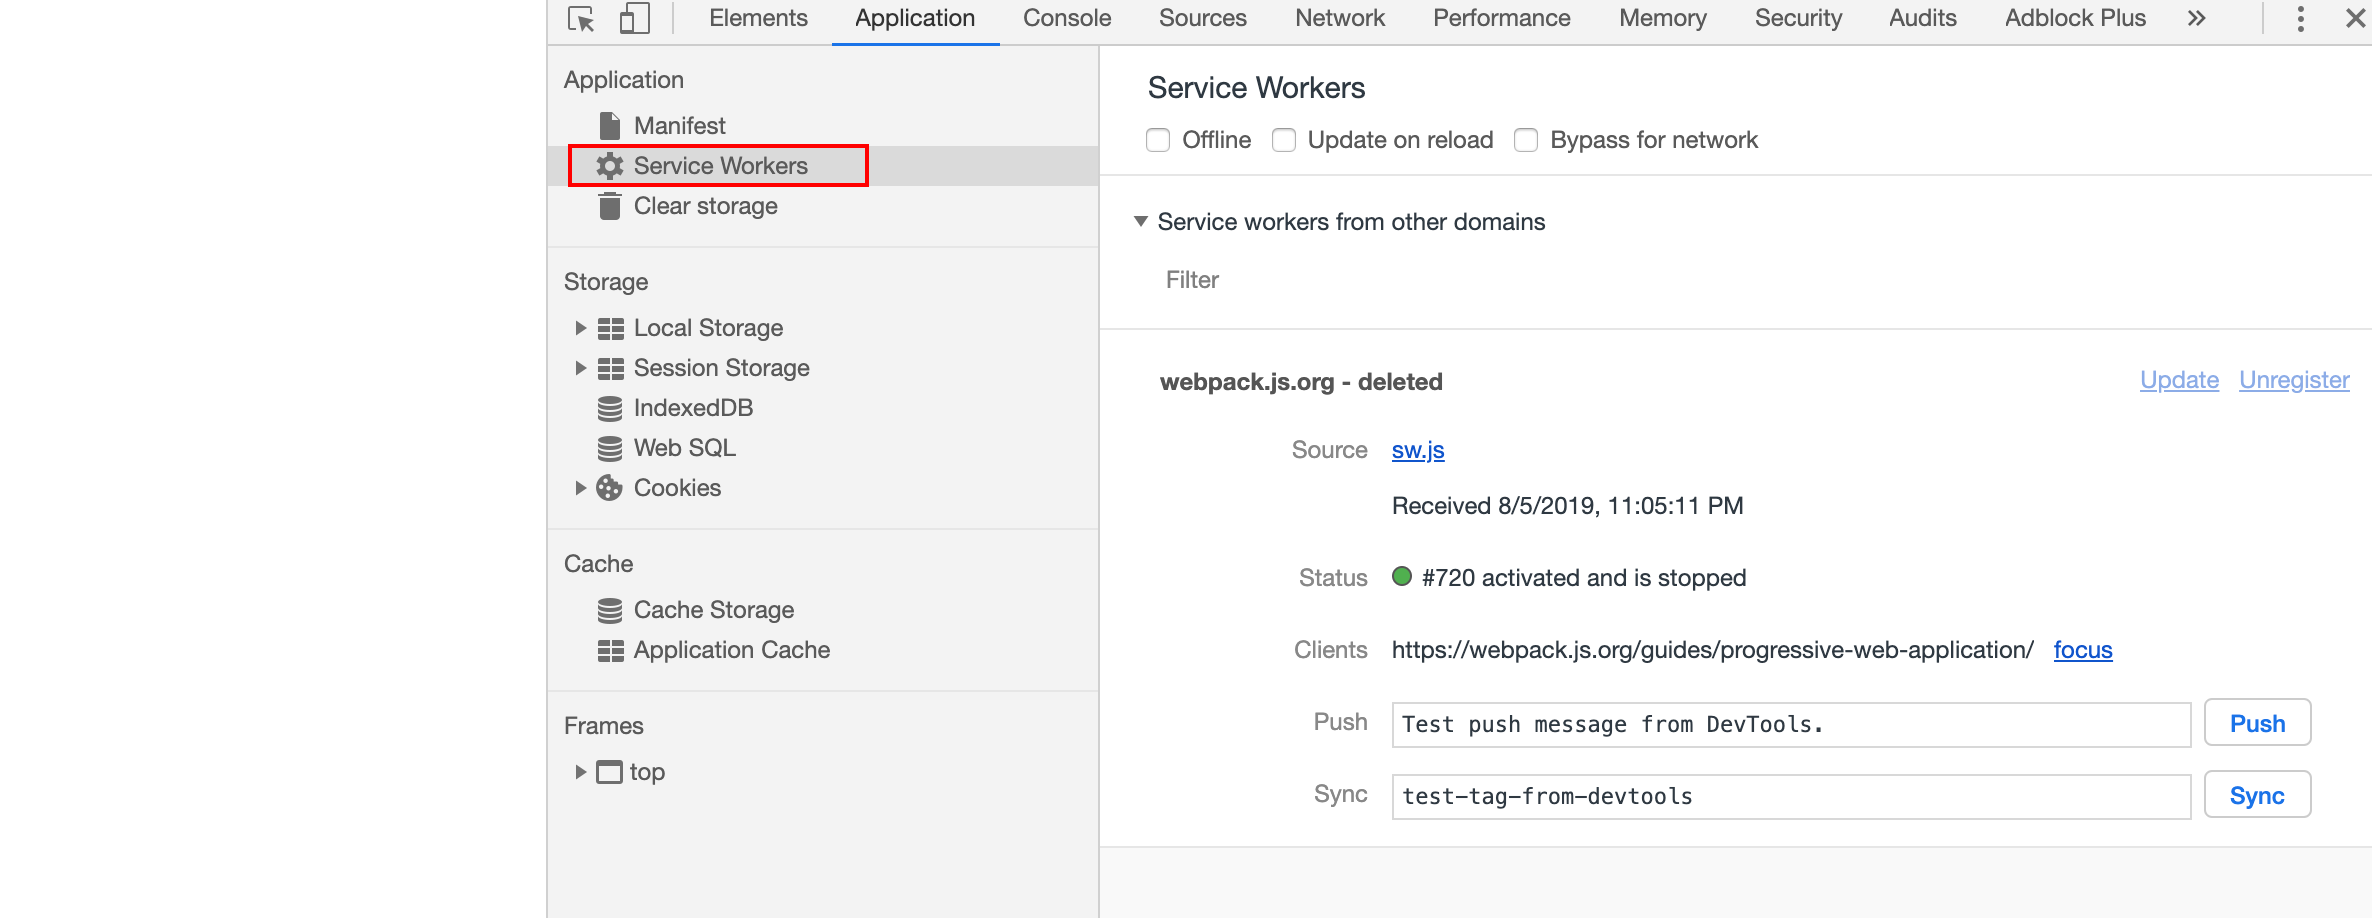 Elements Application Console Sources Network Performance Memory Security Audits Adblock Plus »
Application
Manifest
Service Workers
Clear storage
Storage
Local Storage
Session Storage
IndexedDB
Web SQL
Cookies
Cache
Cache Storage
Application Cache
Frames
top
Service Workers
Offline Update on reload Bypass for network
Service workers from other domains
Filter
webpack.js.org - deleted Update Unregister
Source sw.js
Received 8/5/2019, 11:05:11 PM
Status #720 activated and is stopped
Clients https://webpack.js.org/guides/progressive-web-application/ focus
Push Test push message from DevTools. Push
Sync test-tag-from-devtools Sync